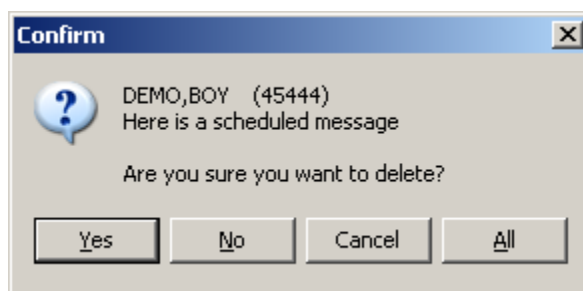 Confirm
DEMO,BOY (45444)
Here is a scheduled message
Are you sure you want to delete?
Yes No Cancel All